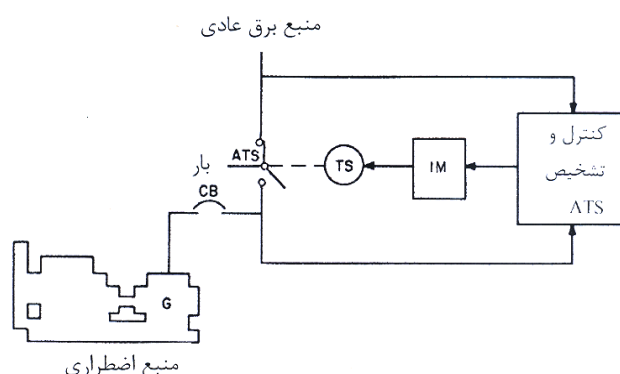 منبع برق عادی
کنترل و
تشخیص
ATS
IM
TS
ATS
بار
CB
G
منبع اضطراری